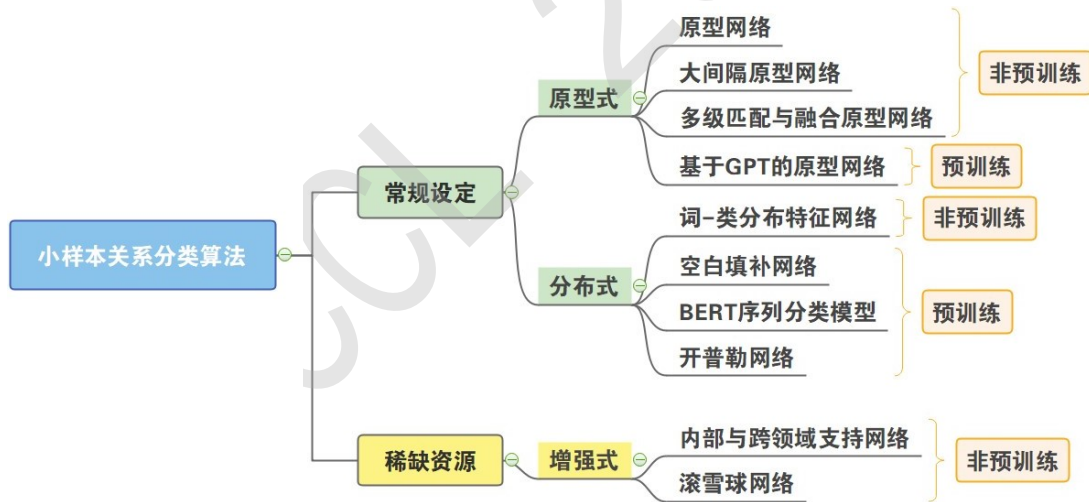 原型网络
大间隔原型网络
多级匹配与融合原型网络
非预训练
原型式
基于GPT的原型网络
预训练
常规设定
词-类分布特征网络
非预训练
小样本关系分类算法
分布式
空白填补网络
BERT序列分类模型
预训练
开普勒网络
稀缺资源
增强式
内部与跨领域支持网络
滚雪球网络
非预训练
CCL 2